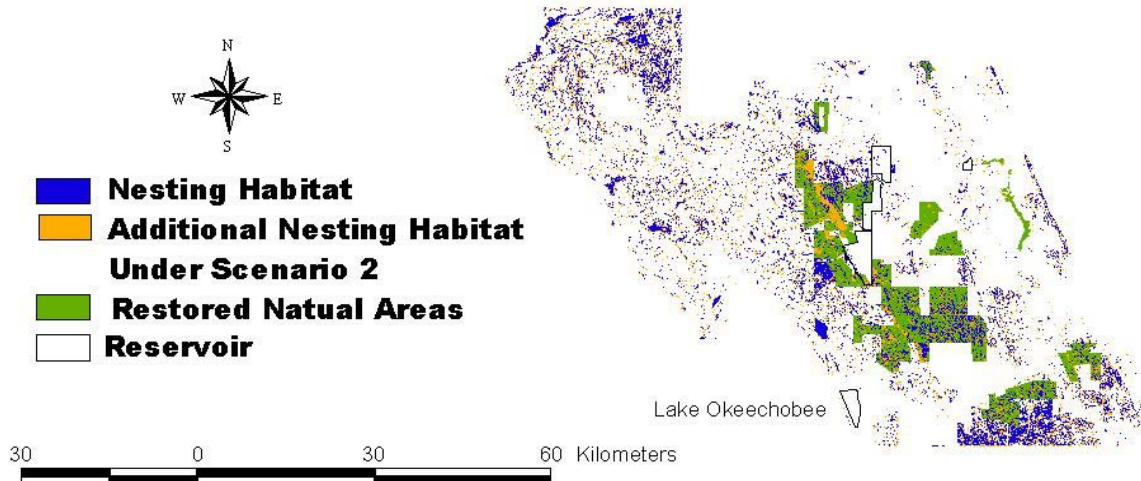 N
W E
S
Nesting Habitat
Additional Nesting Habitat
Under Scenario 2
Restored Natual Areas
Reservoir
Lake Okeechobee
30 0 30 60 Kilometers